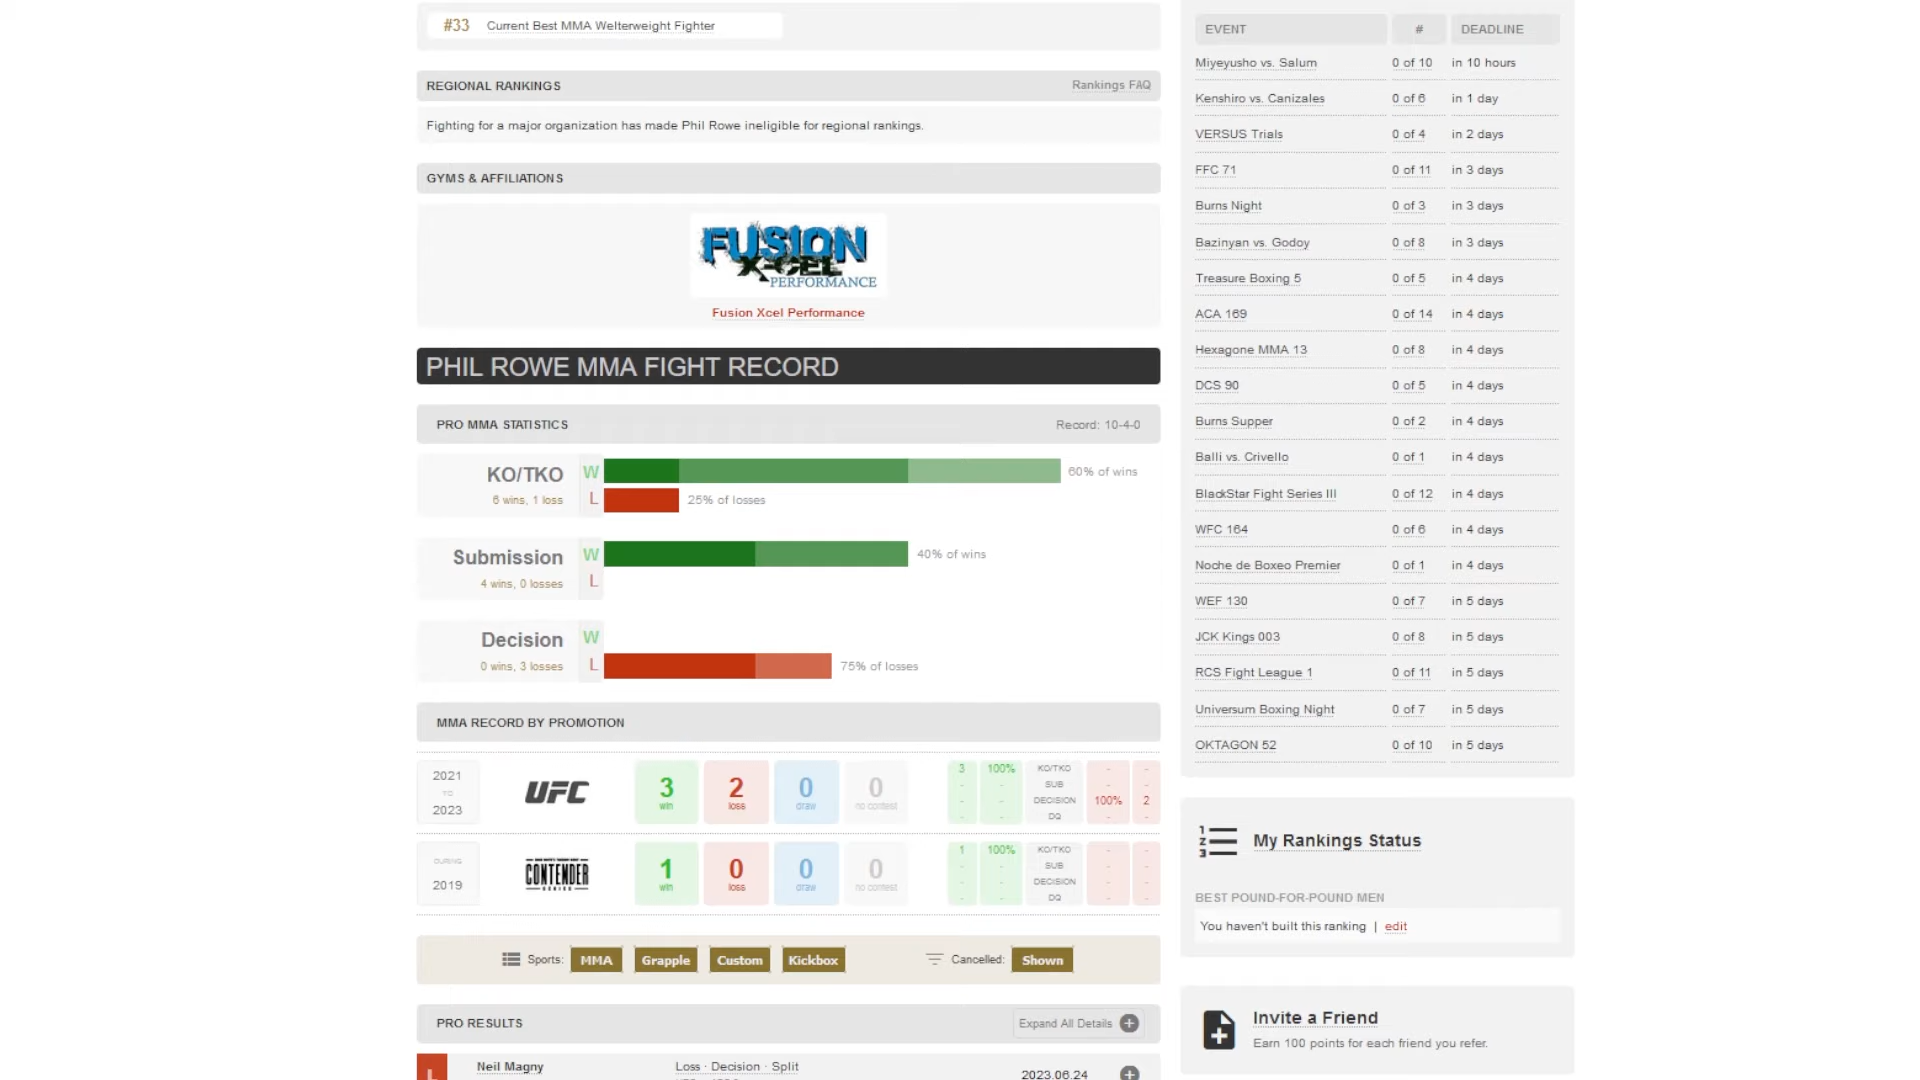 #33 Current Best MMA Welterweight Fighter
REGIONAL RANKINGS Rankings FAQ
Fighting for a major organization has made Phil Rowe ineligible for regional rankings.
GYMS & AFFILIATIONS
FUSION
X-CEL
PERFORMANCE
Fusion Xcel Performance
PHIL ROWE MMA FIGHT RECORD
PRO MMA STATISTICS Record: 10-4-0
KO/TKO W 60% of wins
6 wins, 1 loss L 25% of losses
Submission W 40% of wins
4 wins, 0 losses L
Decision W
0 wins, 3 losses L 75% of losses
MMA RECORD BY PROMOTION
2021 TO 2023 UFC 3 win 2 loss 0 draw 0 no contest
3 100% KO/TKO - -
- - SUB - -
- - DECISION 100% 2
- - DQ - -
DURING 2019 CONTENDER SERIES 1 win 0 loss 0 draw 0 no contest
1 100% KO/TKO - -
- - SUB - -
- - DECISION - -
- - DQ - -
Sports: MMA Grapple Custom Kickbox Cancelled: Shown
PRO RESULTS Expand All Details
L Neil Magny Loss · Decision · Split 2023.06.24
EVENT # DEADLINE
Miyeyusho vs. Salum 0 of 10 in 10 hours
Kenshiro vs. Canizales 0 of 6 in 1 day
VERSUS Trials 0 of 4 in 2 days
FFC 71 0 of 11 in 3 days
Burns Night 0 of 3 in 3 days
Bazinyan vs. Godoy 0 of 8 in 3 days
Treasure Boxing 5 0 of 5 in 4 days
ACA 169 0 of 14 in 4 days
Hexagone MMA 13 0 of 8 in 4 days
DCS 90 0 of 5 in 4 days
Burns Supper 0 of 2 in 4 days
Balli vs. Crivello 0 of 1 in 4 days
BlackStar Fight Series III 0 of 12 in 4 days
WFC 164 0 of 6 in 4 days
Noche de Boxeo Premier 0 of 1 in 4 days
WEF 130 0 of 7 in 5 days
JCK Kings 003 0 of 8 in 5 days
RCS Fight League 1 0 of 11 in 5 days
Universum Boxing Night 0 of 7 in 5 days
OKTAGON 52 0 of 10 in 5 days
My Rankings Status
BEST POUND-FOR-POUND MEN
You haven't built this ranking | edit
Invite a Friend
Earn 100 points for each friend you refer.